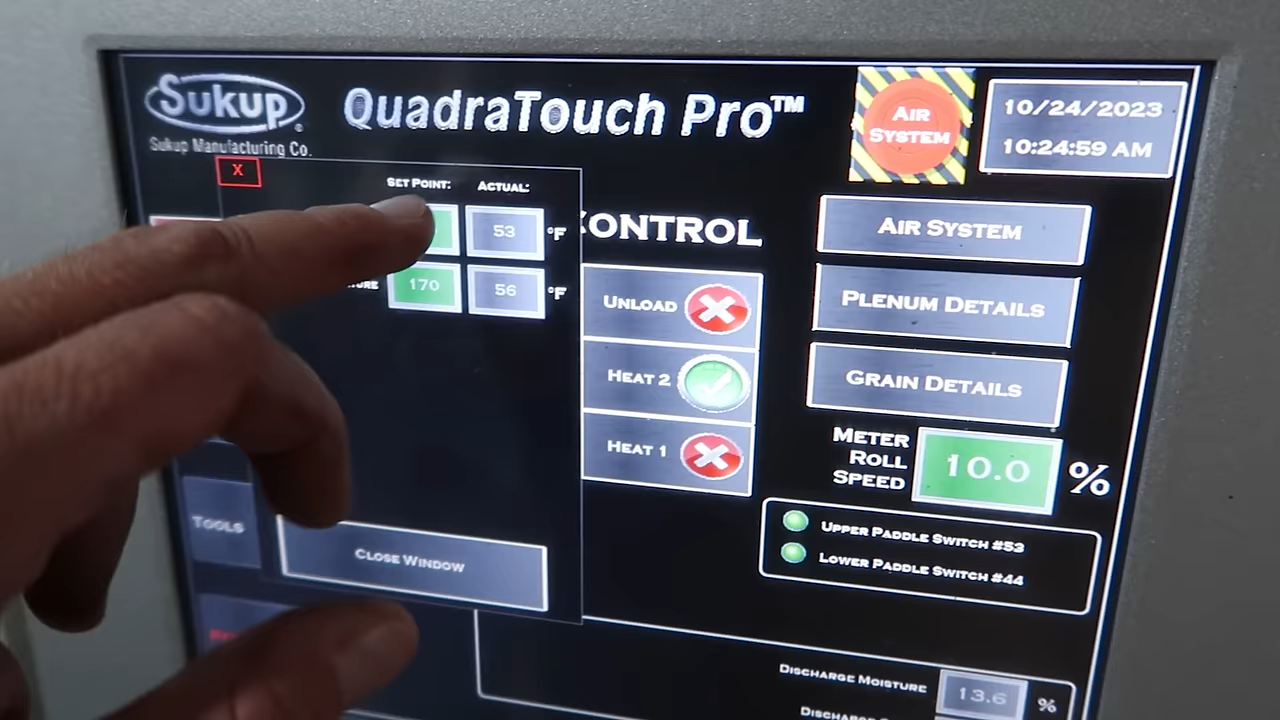 Sukup®
Sukup Manufacturing Co.
QuadraTouch Pro™
AIR
SYSTEM
10/24/2023
10:24:59 AM
X
SET POINT: ACTUAL:
53 °F
170 56 °F
CLOSE WINDOW
TOOLS
CONTROL
UNLOAD
HEAT 2
HEAT 1
AIR SYSTEM
PLENUM DETAILS
GRAIN DETAILS
METER
ROLL
SPEED
10.0 %
UPPER PADDLE SWITCH #53
LOWER PADDLE SWITCH #44
DISCHARGE MOISTURE 13.6 %